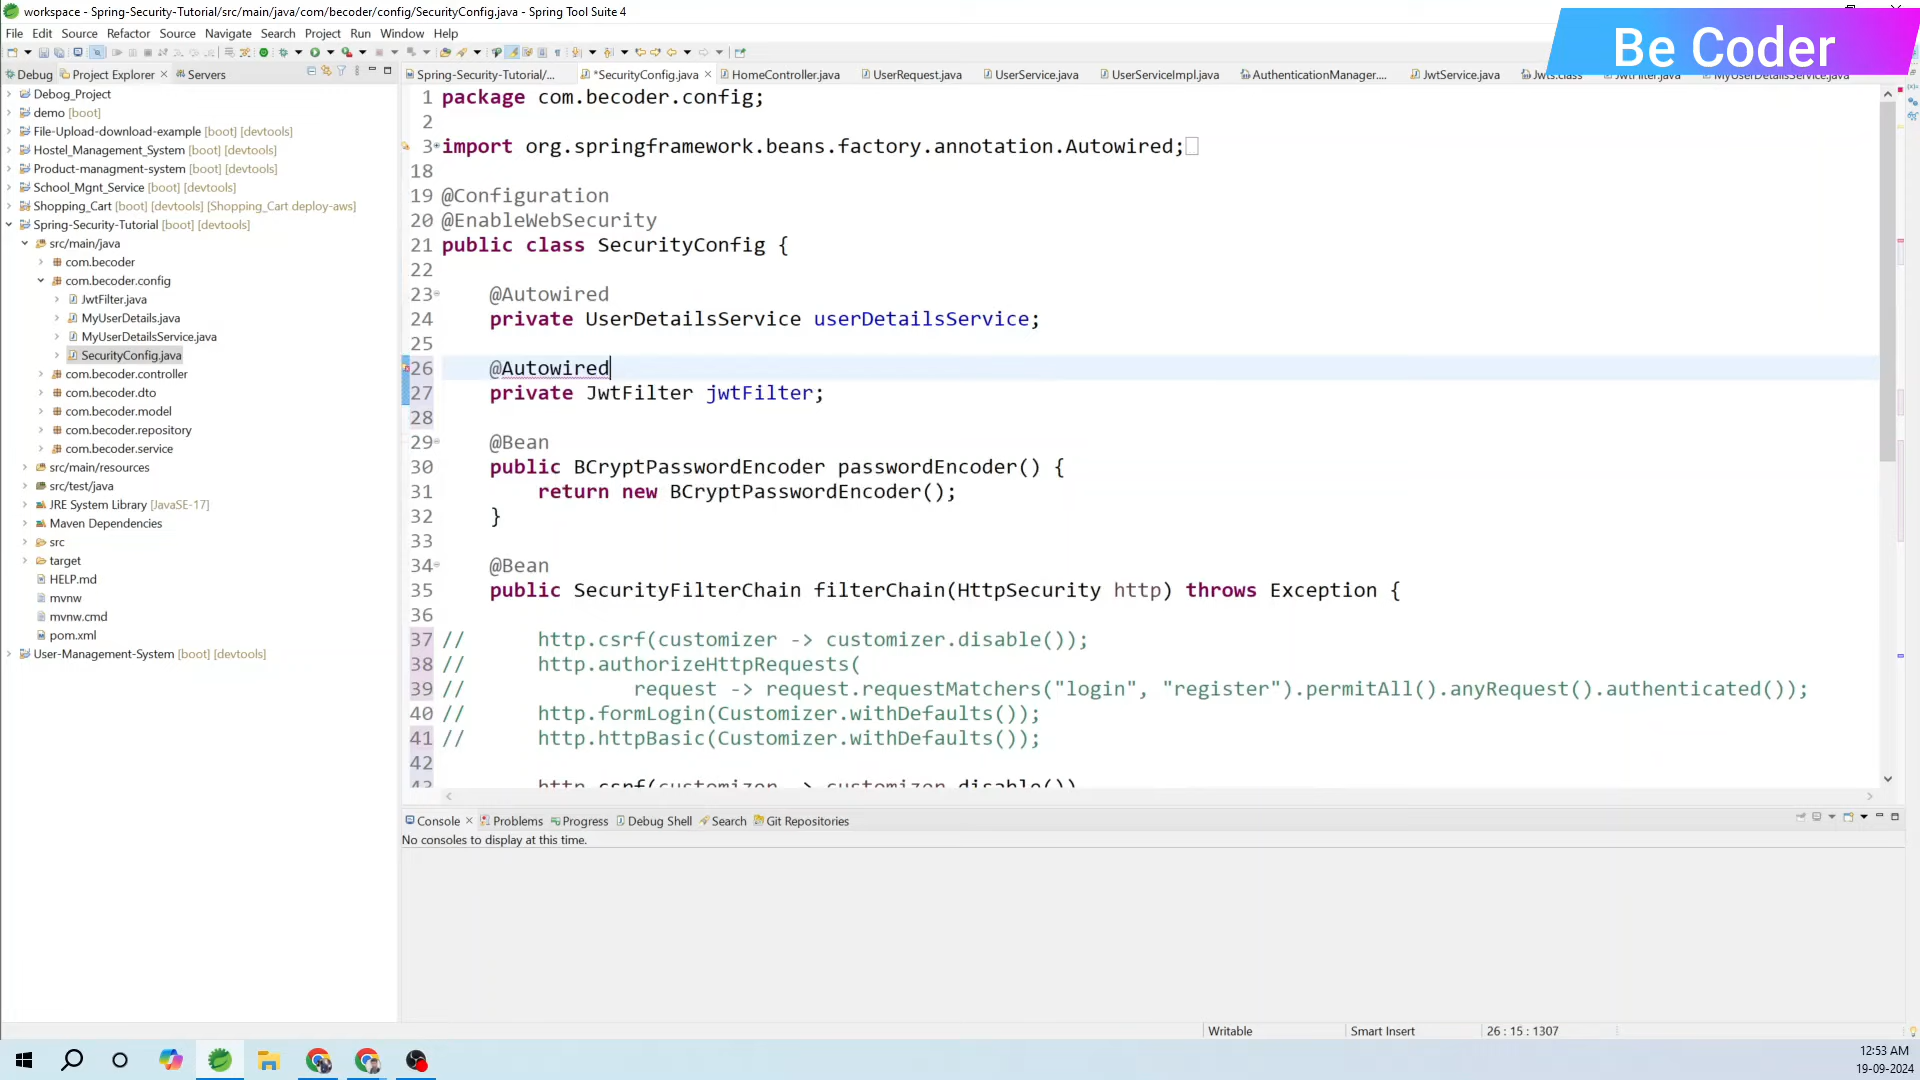 workspace - Spring-Security-Tutorial/src/main/java/com/becoder/config/SecurityConfig.java - Spring Tool Suite 4
Be Coder
File Edit Source Refactor Source Navigate Search Project Run Window Help
Debug Project Explorer Servers
Spring-Security-Tutorial/... *SecurityConfig.java HomeController.java UserRequest.java UserService.java UserServiceImpl.java AuthenticationManager.... JwtService.java Jwts.class JwtFilter.java MyUserDetailsService.java
Debug_Project
demo [boot]
File-Upload-download-example [boot] [devtools]
Hostel_Management_System [boot] [devtools]
Product-managment-system [boot] [devtools]
School_Mgnt_Service [boot] [devtools]
Shopping_Cart [boot] [devtools] [Shopping_Cart deploy-aws]
Spring-Security-Tutorial [boot] [devtools]
src/main/java
com.becoder
com.becoder.config
JwtFilter.java
MyUserDetails.java
MyUserDetailsService.java
SecurityConfig.java
com.becoder.controller
com.becoder.dto
com.becoder.model
com.becoder.repository
com.becoder.service
src/main/resources
src/test/java
JRE System Library [JavaSE-17]
Maven Dependencies
src
target
HELP.md
mvnw
mvnw.cmd
pom.xml
User-Management-System [boot] [devtools]
1 package com.becoder.config;
2
3 import org.springframework.beans.factory.annotation.Autowired;
18
19 @Configuration
20 @EnableWebSecurity
21 public class SecurityConfig {
22
23 @Autowired
24 private UserDetailsService userDetailsService;
25
26 @Autowired
27 private JwtFilter jwtFilter;
28
29 @Bean
30 public BCryptPasswordEncoder passwordEncoder() {
31 return new BCryptPasswordEncoder();
32 }
33
34 @Bean
35 public SecurityFilterChain filterChain(HttpSecurity http) throws Exception {
36
37 // http.csrf(customizer -> customizer.disable());
38 // http.authorizeHttpRequests(
39 // request -> request.requestMatchers("login", "register").permitAll().anyRequest().authenticated());
40 // http.formLogin(Customizer.withDefaults());
41 // http.httpBasic(Customizer.withDefaults());
42
43 http.csrf(customizer -> customizer.disable())
Console Problems Progress Debug Shell Search Git Repositories
No consoles to display at this time.
Writable Smart Insert 26 : 15 : 1307
12:53 AM
19-09-2024